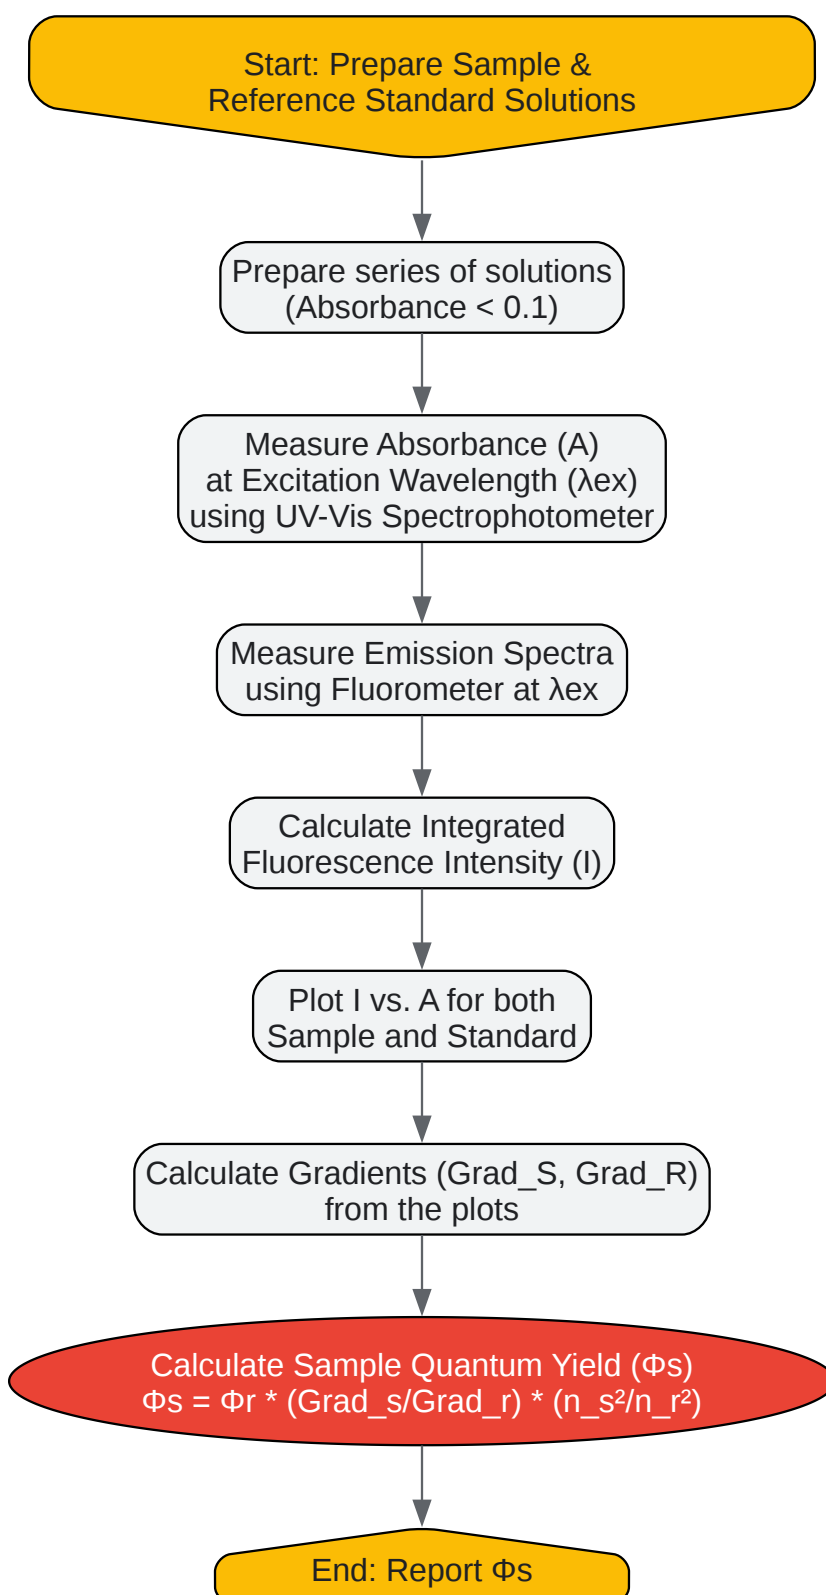 Start: Prepare Sample &
Reference Standard Solutions
Prepare series of solutions
(Absorbance < 0.1)
Measure Absorbance (A)
at Excitation Wavelength (λex)
using UV-Vis Spectrophotometer
Measure Emission Spectra
using Fluorometer at λex
Calculate Integrated
Fluorescence Intensity (I)
Plot I vs. A for both
Sample and Standard
Calculate Gradients (Grad_S, Grad_R)
from the plots
Calculate Sample Quantum Yield (Φs)
Φs = Φr * (Grad_s/Grad_r) * (n_s²/n_r²)
End: Report Φs